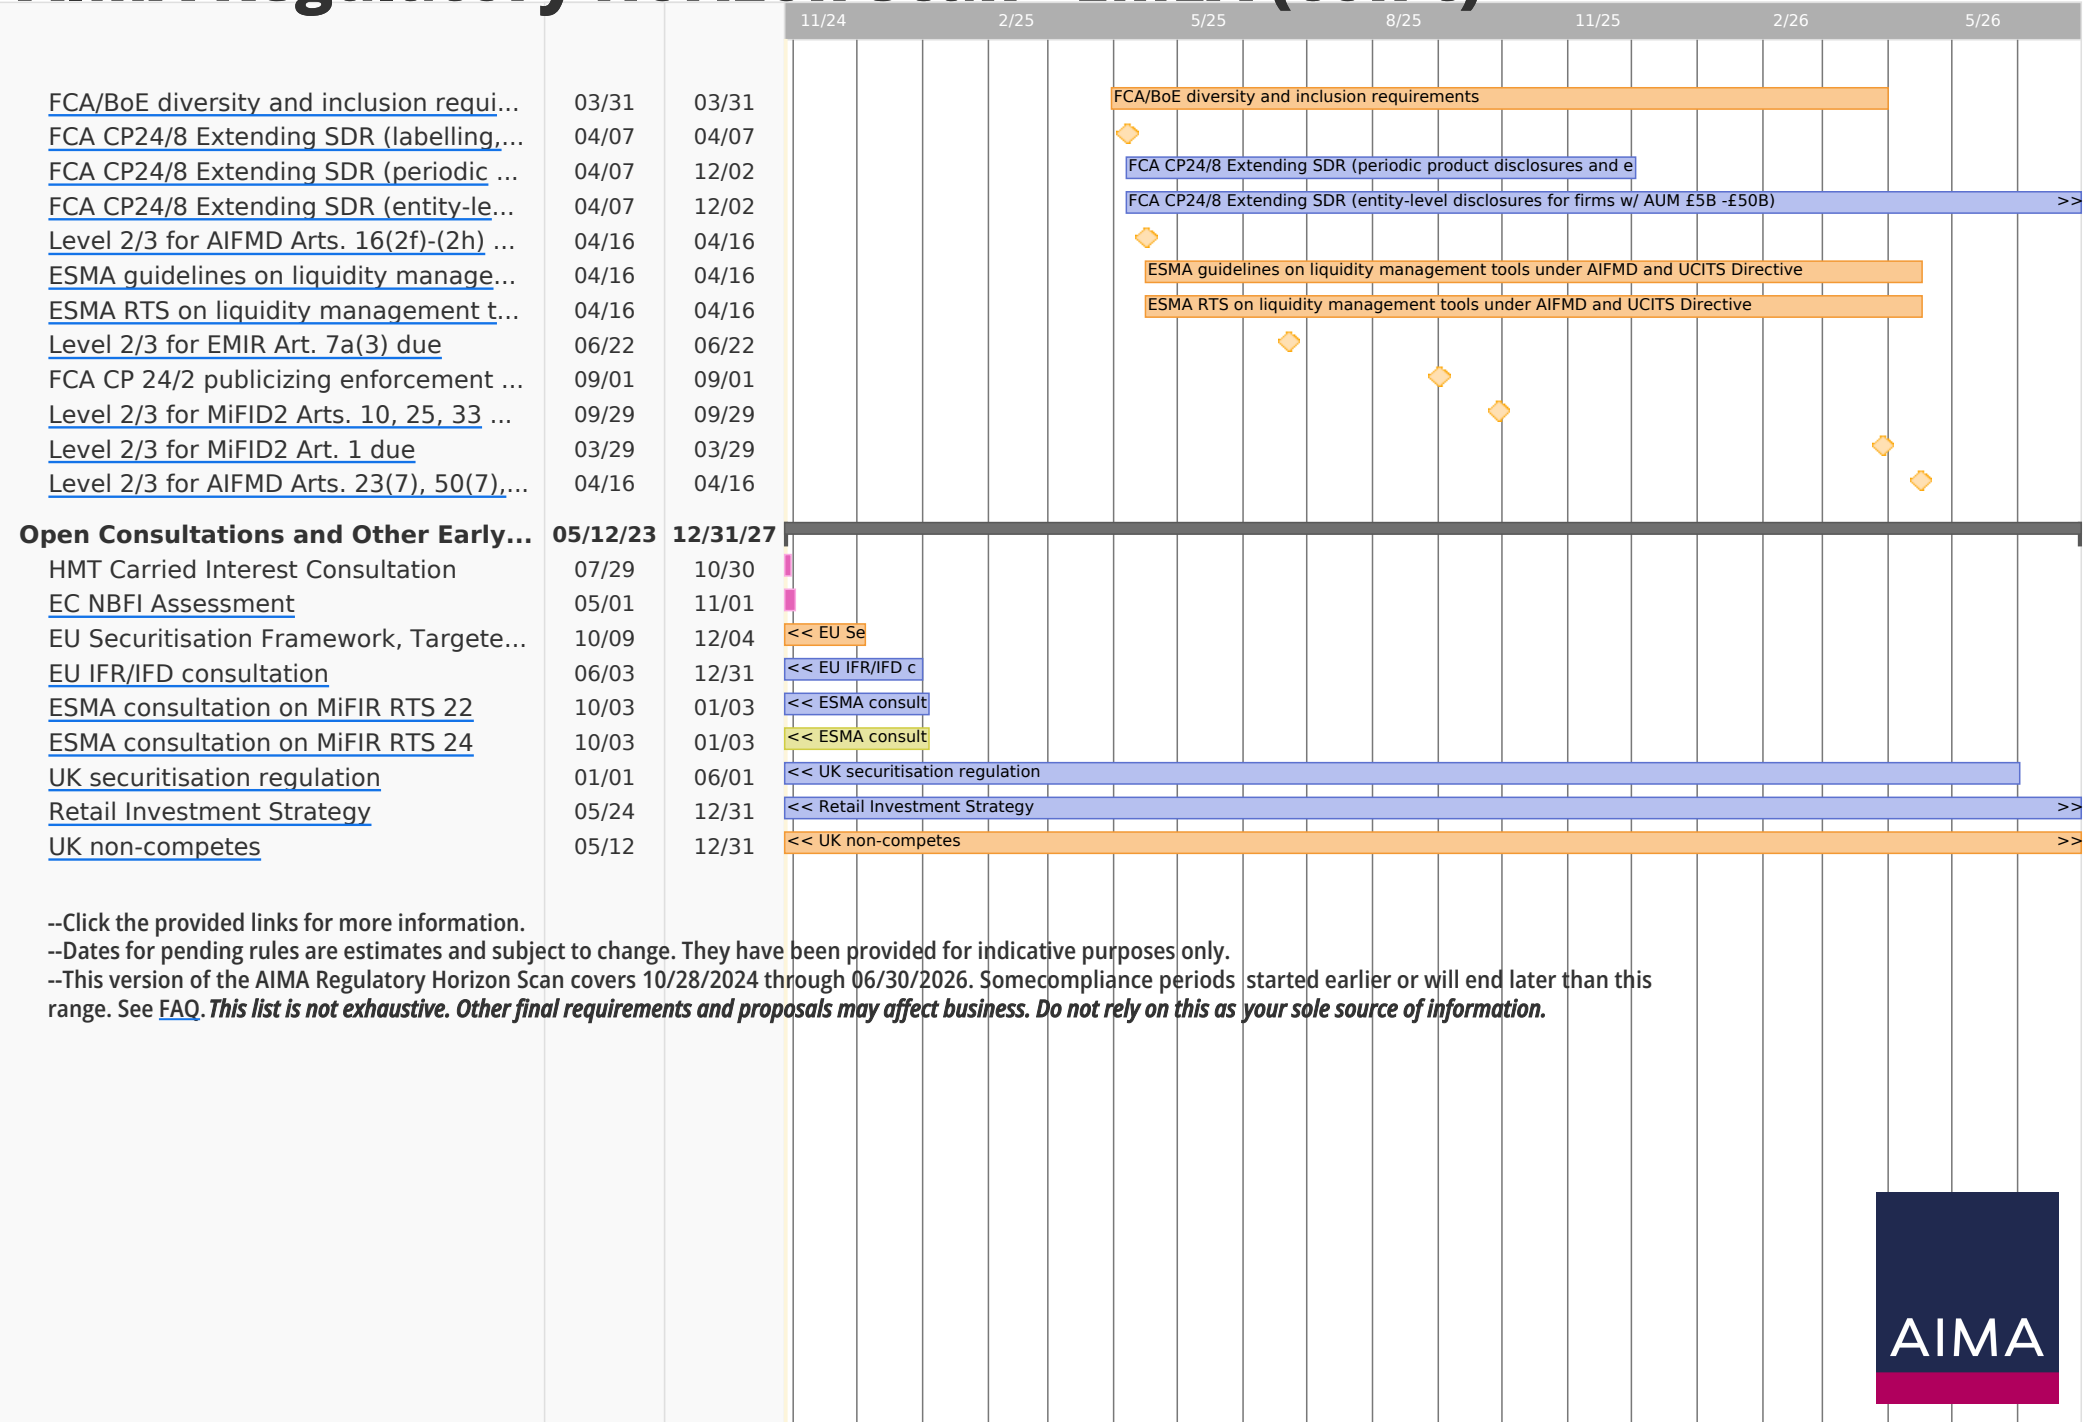 AIMA Regulatory Horizon Scan - EMEA (con't)
11/24 2/25 5/25 8/25 11/25 2/26 5/26
FCA/BoE diversity and inclusion requi... 03/31 03/31 FCA/BoE diversity and inclusion requirements
FCA CP24/8 Extending SDR (labelling,... 04/07 04/07
FCA CP24/8 Extending SDR (periodic ... 04/07 12/02 FCA CP24/8 Extending SDR (periodic product disclosures and e
FCA CP24/8 Extending SDR (entity-le... 04/07 12/02 FCA CP24/8 Extending SDR (entity-level disclosures for firms w/ AUM £5B -£50B) >>
Level 2/3 for AIFMD Arts. 16(2f)-(2h) ... 04/16 04/16
ESMA guidelines on liquidity manage... 04/16 04/16 ESMA guidelines on liquidity management tools under AIFMD and UCITS Directive
ESMA RTS on liquidity management t... 04/16 04/16 ESMA RTS on liquidity management tools under AIFMD and UCITS Directive
Level 2/3 for EMIR Art. 7a(3) due 06/22 06/22
FCA CP 24/2 publicizing enforcement ... 09/01 09/01
Level 2/3 for MiFID2 Arts. 10, 25, 33 ... 09/29 09/29
Level 2/3 for MiFID2 Art. 1 due 03/29 03/29
Level 2/3 for AIFMD Arts. 23(7), 50(7),... 04/16 04/16
Open Consultations and Other Early... 05/12/23 12/31/27
HMT Carried Interest Consultation 07/29 10/30
EC NBFI Assessment 05/01 11/01
EU Securitisation Framework, Targete... 10/09 12/04 << EU Se
EU IFR/IFD consultation 06/03 12/31 << EU IFR/IFD c
ESMA consultation on MiFIR RTS 22 10/03 01/03 << ESMA consult
ESMA consultation on MiFIR RTS 24 10/03 01/03 << ESMA consult
UK securitisation regulation 01/01 06/01 << UK securitisation regulation
Retail Investment Strategy 05/24 12/31 << Retail Investment Strategy >>
UK non-competes 05/12 12/31 << UK non-competes >>
--Click the provided links for more information.
--Dates for pending rules are estimates and subject to change. They have been provided for indicative purposes only.
--This version of the AIMA Regulatory Horizon Scan covers 10/28/2024 through 06/30/2026. Somecompliance periods  started earlier or will end later than this
range. See FAQ. This list is not exhaustive. Other final requirements and proposals may affect business. Do not rely on this as your sole source of information.
AIMA